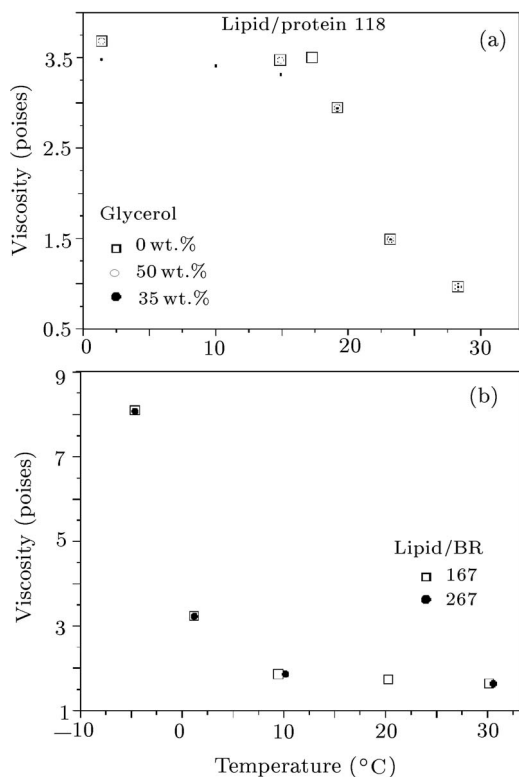 Lipid/protein 118
(a)
3.5
2.5
1.5
0.5
Viscosity (poises)
Glycerol
0 wt.%
50 wt.%
35 wt.%
0 10 20 30
(b)
9
7
5
3
1
Viscosity (poises)
Lipid/BR
167
267
−10 0 10 20 30
Temperature (°C)